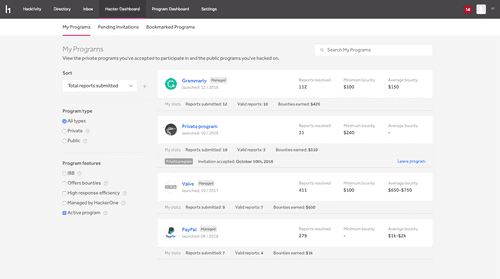 Hacktivity Directory Inbox Hacker Dashboard Program Dashboard Settings
My Programs Pending Invitations Bookmarked Programs
My Programs
View the private programs you've accepted to participate in and the public programs you've hacked on.
Search My Programs
Sort
Total reports submitted
Program type
All types
Private
Public
Program features
IBB
Offers bounties
High response efficiency
Managed by HackerOne
Active program
Grammarly Managed
launched: 12 / 2018
Reports resolved Minimum bounty Average bounty
112 $100 $150
My stats Reports submitted: 12 Valid reports: 10 Bounties earned:
Private program
launched: 10 / 2018
Reports resolved Minimum bounty Average bounty
31 $240 -
My stats Reports submitted: 10 Valid reports: 3 Bounties earned: $310
Private program Invitation accepted: October 10th, 2018 Leave program
Valve Managed
launched: 10 / 2017
Reports resolved Minimum bounty Average bounty
411 $100 $650-$750
My stats Reports submitted: 8 Valid reports: 7 Bounties earned: $650
PayPal Managed
launched: 08 / 2018
Reports resolved Minimum bounty Average bounty
279 - $1k-$2k
My stats Reports submitted: 7 Valid reports: 4 Bounties earned: $1k